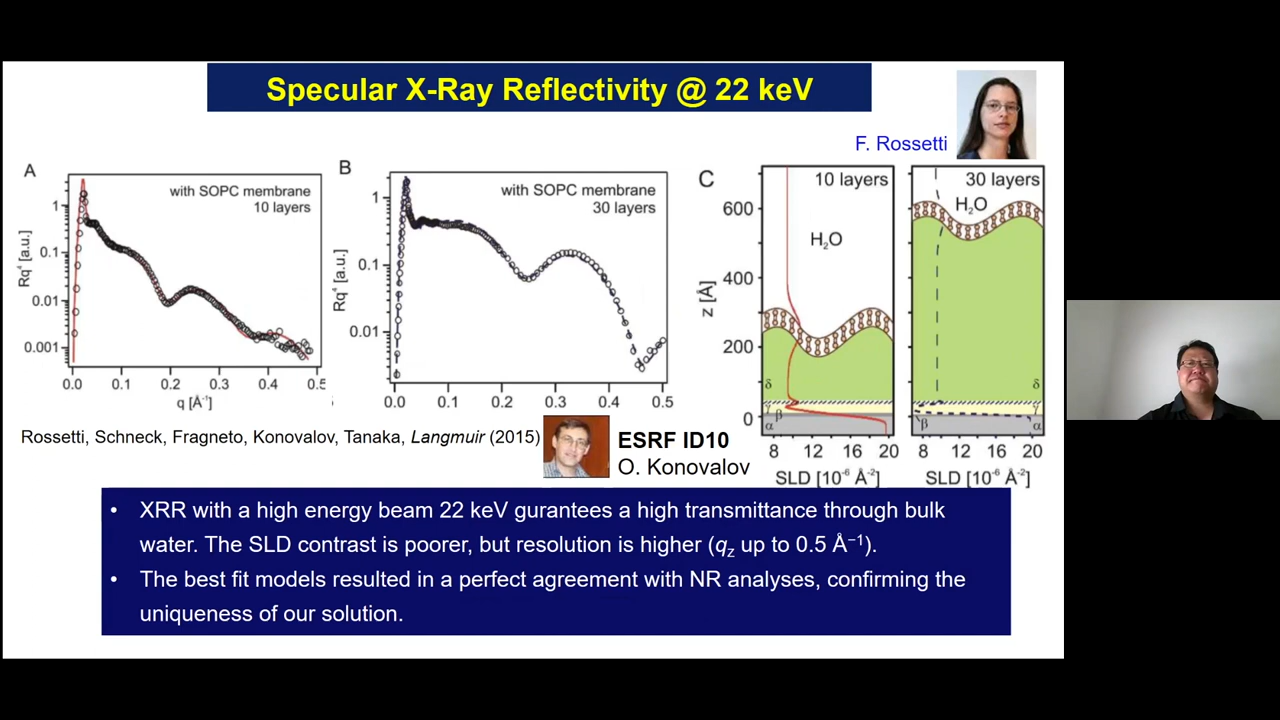 Specular X-Ray Reflectivity @ 22 keV
F. Rossetti
A
with SOPC membrane
10 layers
Rq⁴ [a.u.]
1
0.1
0.01
0.001
0.0 0.1 0.2 0.3 0.4 0.5
q [Å⁻¹]
B
with SOPC membrane
30 layers
Rq⁴ [a.u.]
1
0.1
0.01
0.0 0.1 0.2 0.3 0.4 0.5
C
10 layers
30 layers
H₂O
H₂O
z [Å]
600
400
200
0
δ
γ
β
α
δ
γ
β
α
8 12 16 20
8 12 16 20
SLD [10⁻⁶ Å⁻²]
SLD [10⁻⁶ Å⁻²]
Rossetti, Schneck, Fragneto, Konovalov, Tanaka, Langmuir (2015)
ESRF ID10
O. Konovalov
• XRR with a high energy beam 22 keV gurantees a high transmittance through bulk
water. The SLD contrast is poorer, but resolution is higher (qz up to 0.5 Å⁻¹).
• The best fit models resulted in a perfect agreement with NR analyses, confirming the
uniqueness of our solution.